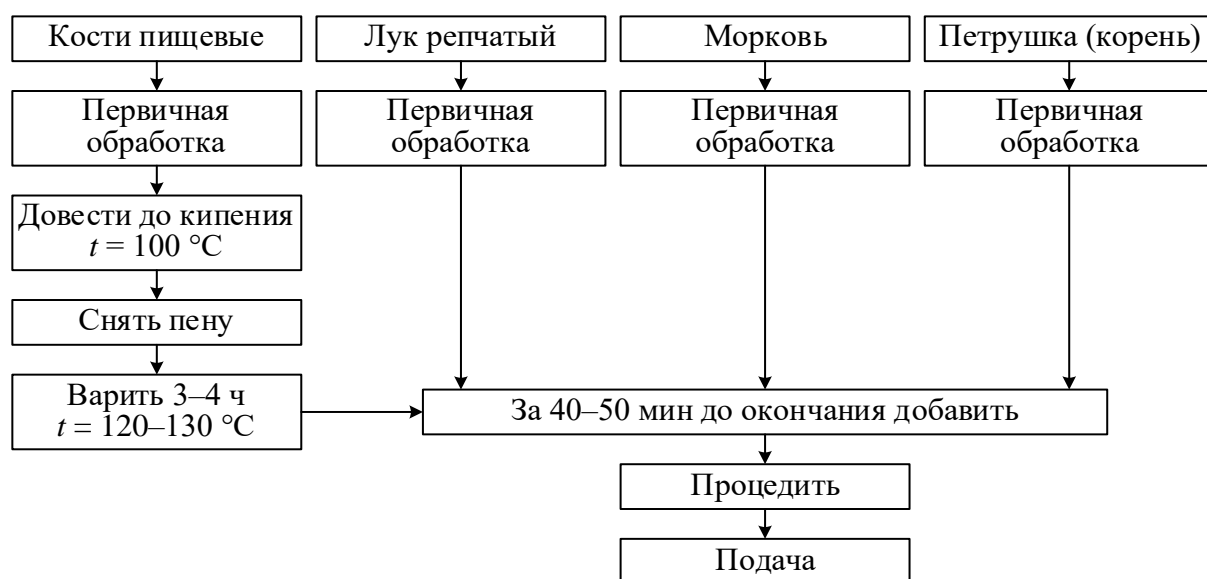 Кости пищевые
Лук репчатый
Морковь
Петрушка (корень)
Первичная
обработка
Первичная
обработка
Первичная
обработка
Первичная
обработка
Довести до кипения
t = 100 °C
Снять пену
Варить 3–4 ч
t = 120–130 °C
За 40–50 мин до окончания добавить
Процедить
Подача